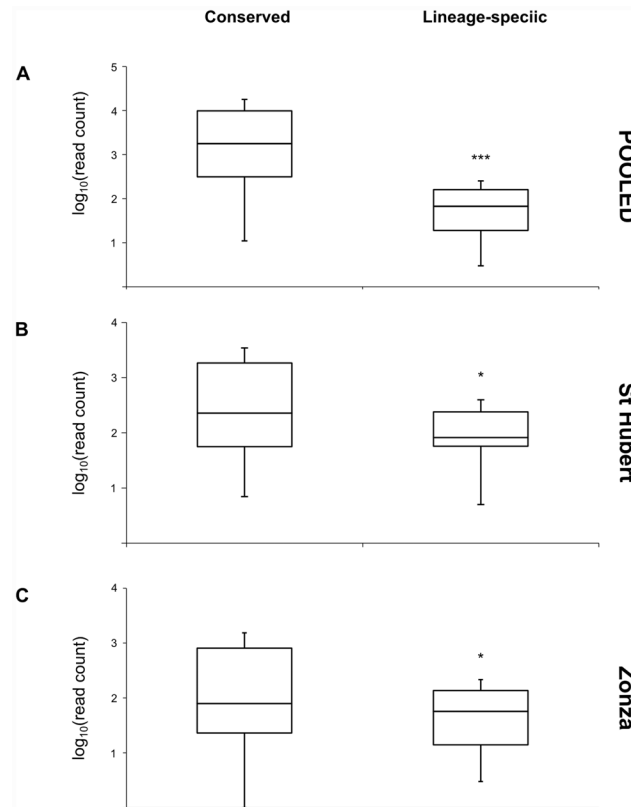 Conserved Lineage-speciic
A
POOLED
log10(read count)
5
4
3
2
1
***
B
St Hubert
log10(read count)
4
3
2
1
*
C
Zonza
log10(read count)
4
3
2
1
*